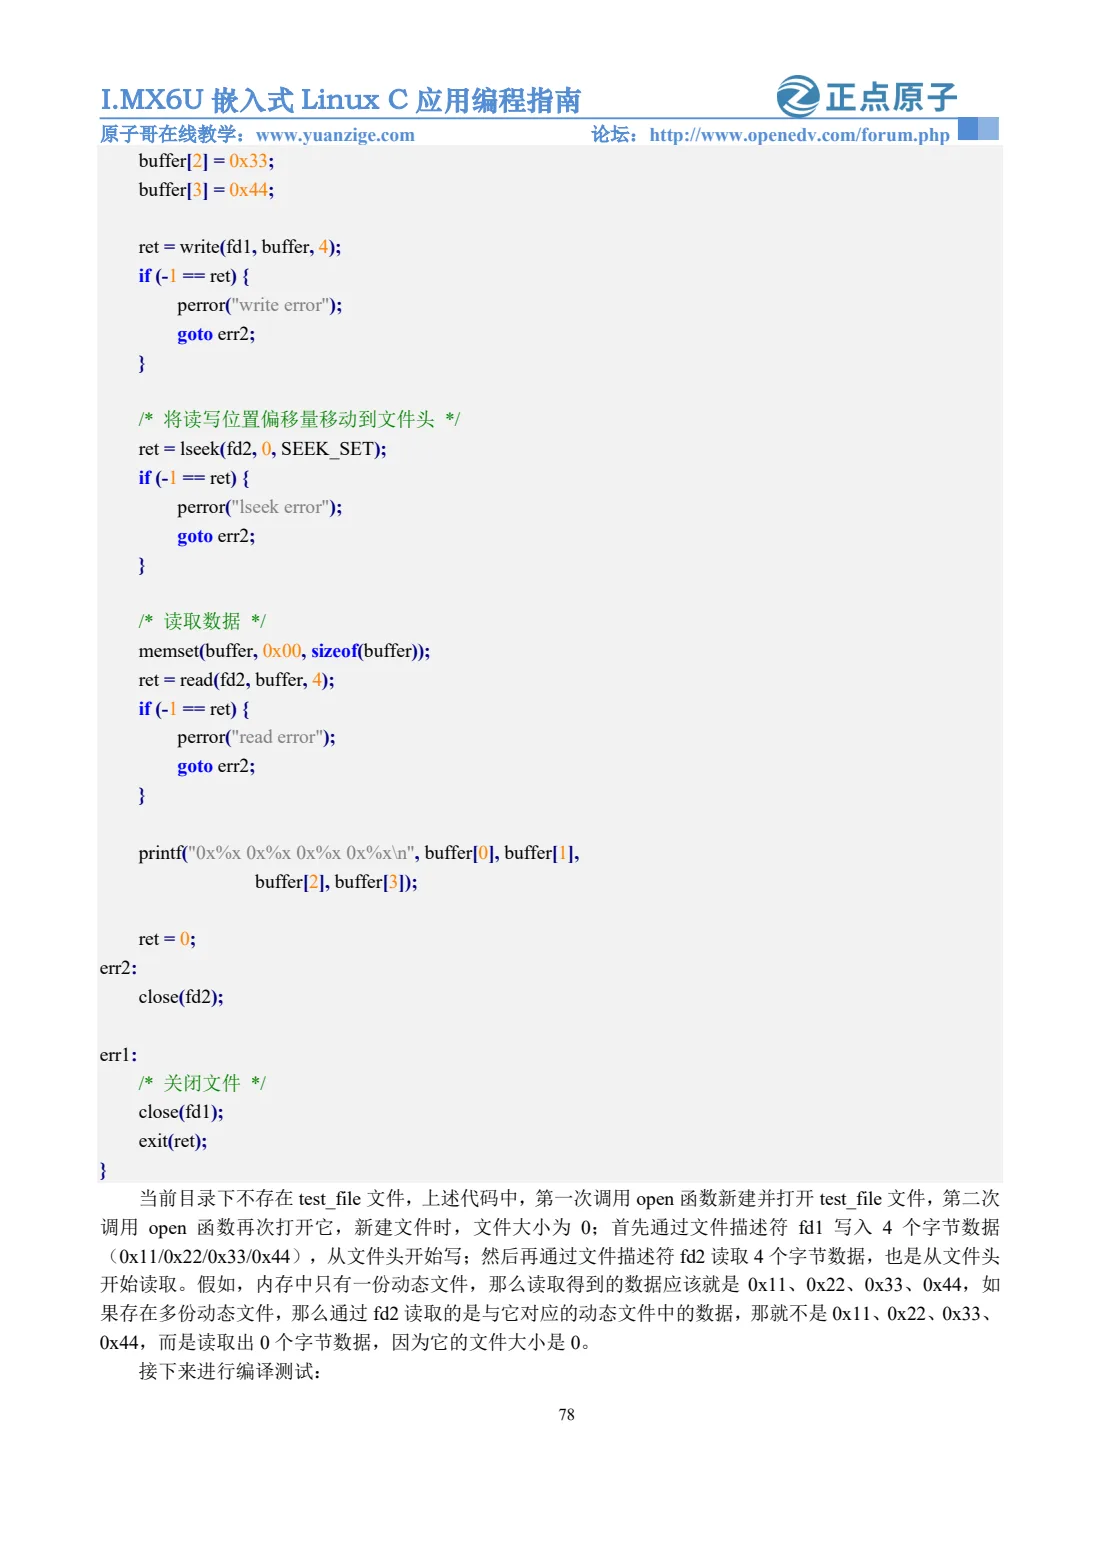 I.MX6U 嵌入式 Linux C 应用编程指南
正点原子
原子哥在线教学：www.yuanzige.com 论坛：http://www.openedv.com/forum.php
buffer[2] = 0x33;
buffer[3] = 0x44;
ret = write(fd1, buffer, 4);
if (-1 == ret) {
perror("write error");
goto err2;
}
/* 将读写位置偏移量移动到文件头 */
ret = lseek(fd2, 0, SEEK_SET);
if (-1 == ret) {
perror("lseek error");
goto err2;
}
/* 读取数据 */
memset(buffer, 0x00, sizeof(buffer));
ret = read(fd2, buffer, 4);
if (-1 == ret) {
perror("read error");
goto err2;
}
printf("0x%x 0x%x 0x%x 0x%x\n", buffer[0], buffer[1],
buffer[2], buffer[3]);
ret = 0;
err2:
close(fd2);
err1:
/* 关闭文件 */
close(fd1);
exit(ret);
}
当前目录下不存在 test_file 文件，上述代码中，第一次调用 open 函数新建并打开 test_file 文件，第二次
调用 open 函数再次打开它，新建文件时，文件大小为 0；首先通过文件描述符 fd1 写入 4 个字节数据
（0x11/0x22/0x33/0x44），从文件头开始写；然后再通过文件描述符 fd2 读取 4 个字节数据，也是从文件头
开始读取。假如，内存中只有一份动态文件，那么读取得到的数据应该就是 0x11、0x22、0x33、0x44，如
果存在多份动态文件，那么通过 fd2 读取的是与它对应的动态文件中的数据，那就不是 0x11、0x22、0x33、
0x44，而是读取出 0 个字节数据，因为它的文件大小是 0。
接下来进行编译测试：
78